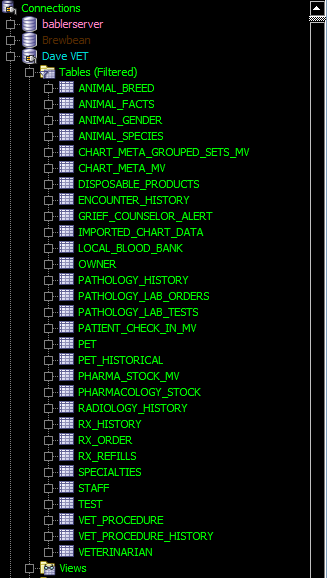 Connections
bablerserver
Brewbean
Dave VET
Tables (Filtered)
ANIMAL_BREED
ANIMAL_FACTS
ANIMAL_GENDER
ANIMAL_SPECIES
CHART_META_GROUPED_SETS_MV
CHART_META_MV
DISPOSABLE_PRODUCTS
ENCOUNTER_HISTORY
GRIEF_COUNSELOR_ALERT
IMPORTED_CHART_DATA
LOCAL_BLOOD_BANK
OWNER
PATHOLOGY_HISTORY
PATHOLOGY_LAB_ORDERS
PATHOLOGY_LAB_TESTS
PATIENT_CHECK_IN_MV
PET
PET_HISTORICAL
PHARMA_STOCK_MV
PHARMACOLOGY_STOCK
RADIOLOGY_HISTORY
RX_HISTORY
RX_ORDER
RX_REFILLS
SPECIALTIES
STAFF
TEST
VET_PROCEDURE
VET_PROCEDURE_HISTORY
VETERINARIAN
Views